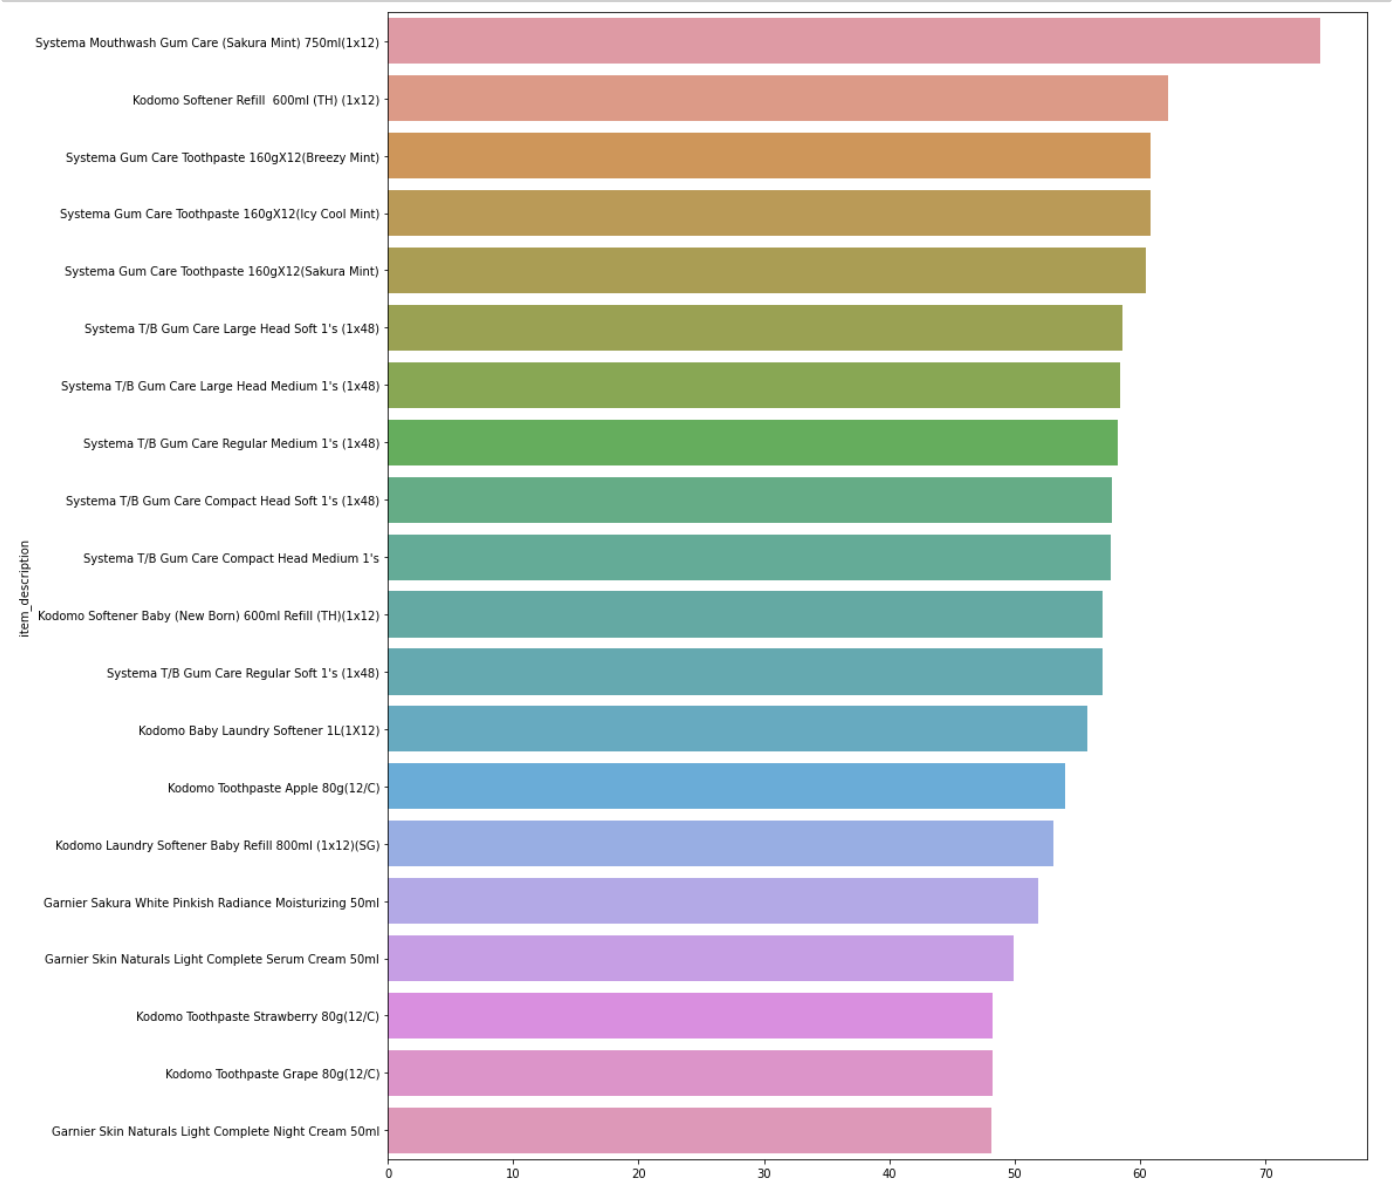 Systema Mouthwash Gum Care (Sakura Mint) 750ml(1x12)
Kodomo Softener Refill  600ml (TH) (1x12)
Systema Gum Care Toothpaste 160gX12(Breezy Mint)
Systema Gum Care Toothpaste 160gX12(Icy Cool Mint)
Systema Gum Care Toothpaste 160gX12(Sakura Mint)
Systema T/B Gum Care Large Head Soft 1's (1x48)
Systema T/B Gum Care Large Head Medium 1's (1x48)
Systema T/B Gum Care Regular Medium 1's (1x48)
Systema T/B Gum Care Compact Head Soft 1's (1x48)
Systema T/B Gum Care Compact Head Medium 1's
item_description
Kodomo Softener Baby (New Born) 600ml Refill (TH)(1x12)
Systema T/B Gum Care Regular Soft 1's (1x48)
Kodomo Baby Laundry Softener 1L(1X12)
Kodomo Toothpaste Apple 80g(12/C)
Kodomo Laundry Softener Baby Refill 800ml (1x12)(SG)
Garnier Sakura White Pinkish Radiance Moisturizing 50ml
Garnier Skin Naturals Light Complete Serum Cream 50ml
Kodomo Toothpaste Strawberry 80g(12/C)
Kodomo Toothpaste Grape 80g(12/C)
Garnier Skin Naturals Light Complete Night Cream 50ml
0 10 20 30 40 50 60 70